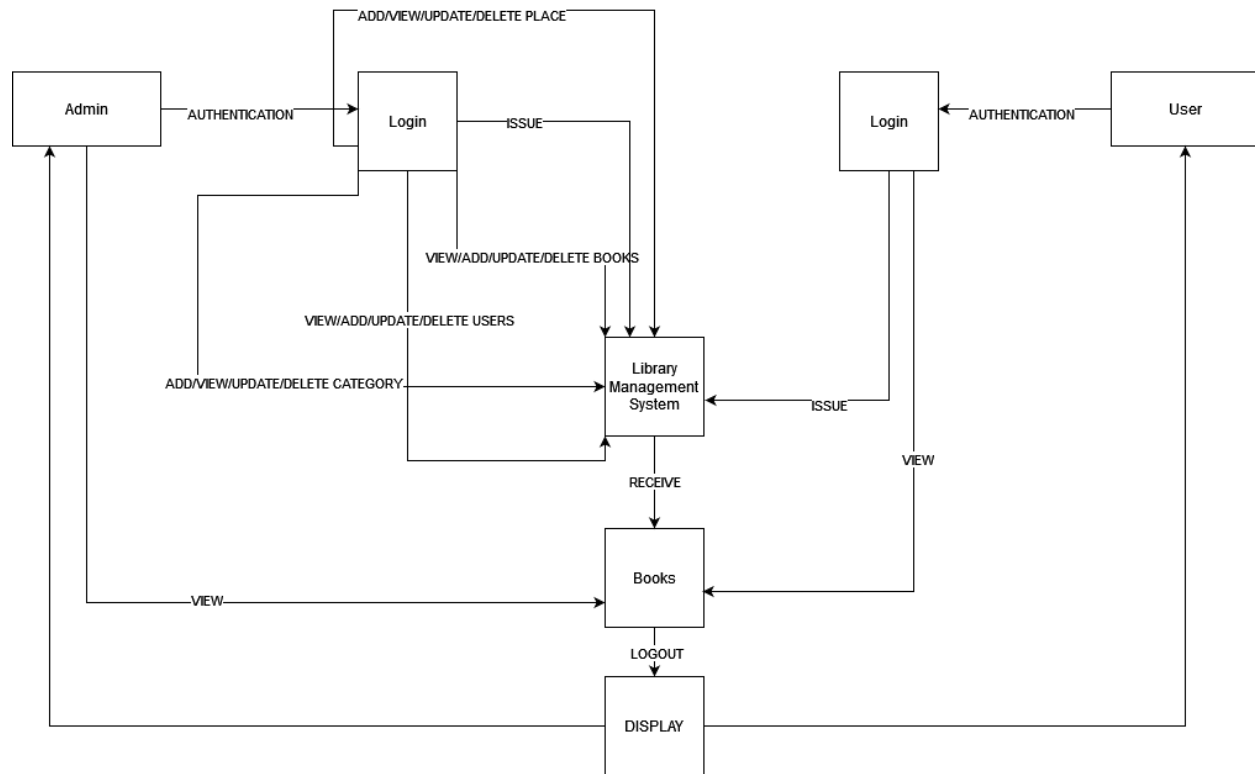 ADD/VIEW/UPDATE/DELETE PLACE
Admin
AUTHENTICATION
Login
ISSUE
Login
AUTHENTICATION
User
VIEW/ADD/UPDATE/DELETE BOOKS
VIEW/ADD/UPDATE/DELETE USERS
ADD/VIEW/UPDATE/DELETE CATEGORY
Library
Management
System
ISSUE
VIEW
RECEIVE
Books
VIEW
LOGOUT
DISPLAY